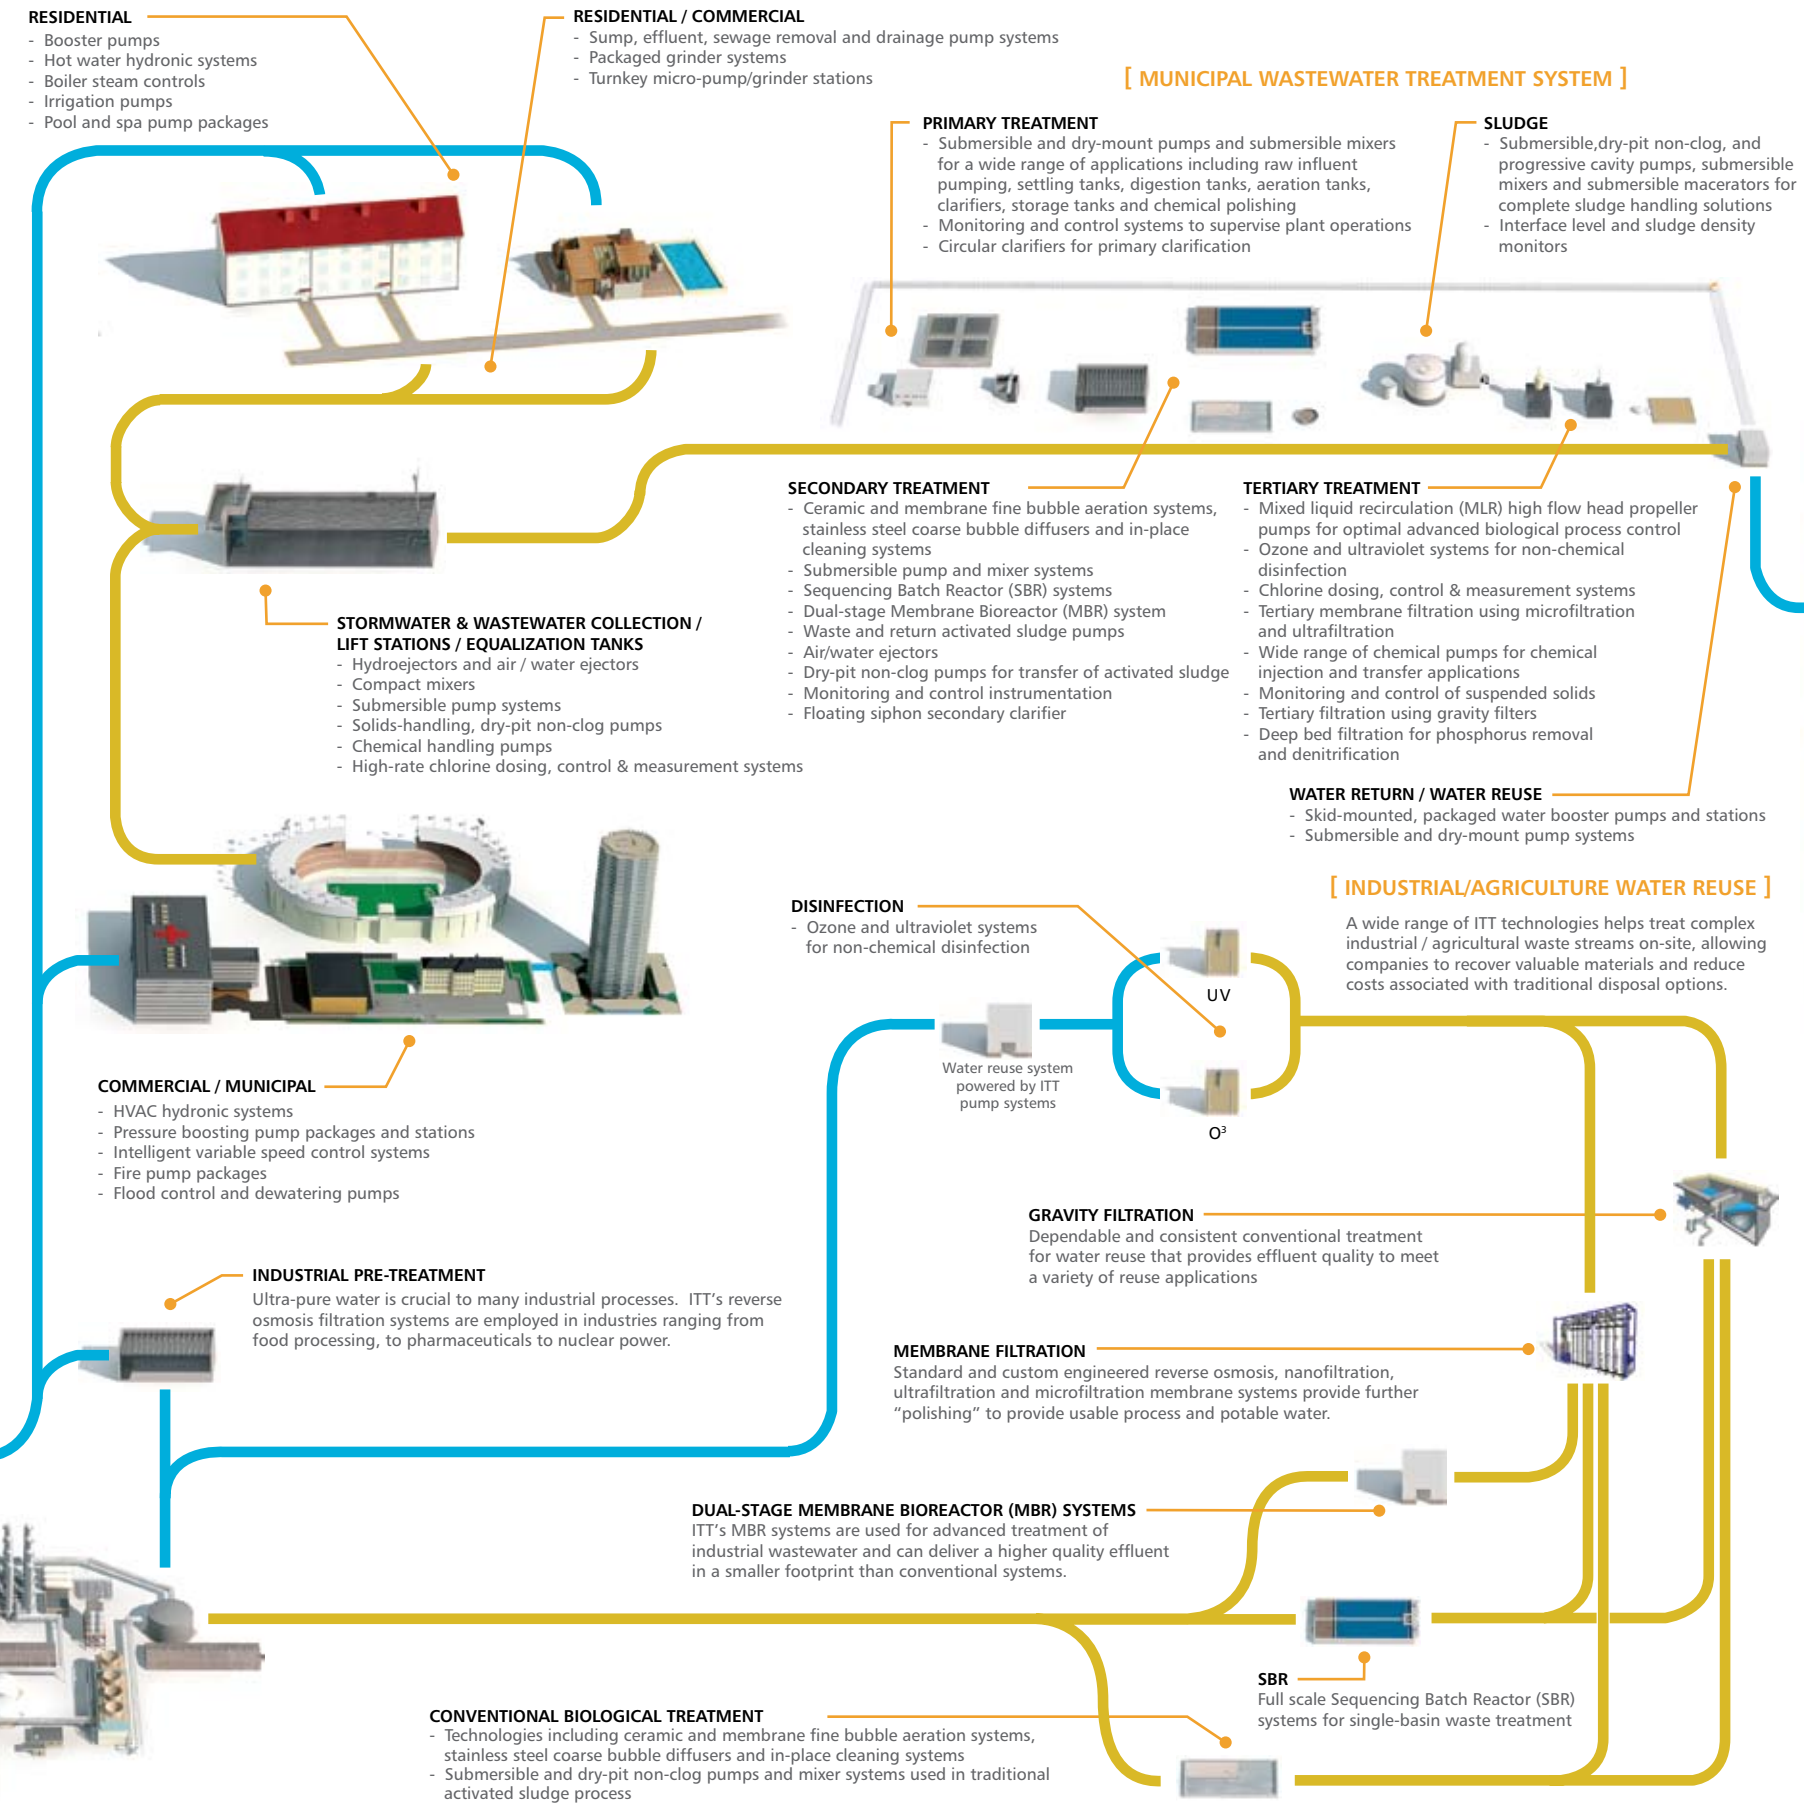 RESIDENTIAL
- Booster pumps
- Hot water hydronic systems
- Boiler steam controls
- Irrigation pumps
- Pool and spa pump packages
RESIDENTIAL / COMMERCIAL
- Sump, effluent, sewage removal and drainage pump systems
- Packaged grinder systems
- Turnkey micro-pump/grinder stations
[ MUNICIPAL WASTEWATER TREATMENT SYSTEM ]
PRIMARY TREATMENT
- Submersible and dry-mount pumps and submersible mixers
for a wide range of applications including raw influent
pumping, settling tanks, digestion tanks, aeration tanks,
clarifiers, storage tanks and chemical polishing
- Monitoring and control systems to supervise plant operations
- Circular clarifiers for primary clarification
SLUDGE
- Submersible,dry-pit non-clog, and
progressive cavity pumps, submersible
mixers and submersible macerators for
complete sludge handling solutions
- Interface level and sludge density
monitors
SECONDARY TREATMENT
- Ceramic and membrane fine bubble aeration systems,
stainless steel coarse bubble diffusers and in-place
cleaning systems
- Submersible pump and mixer systems
- Sequencing Batch Reactor (SBR) systems
- Dual-stage Membrane Bioreactor (MBR) system
- Waste and return activated sludge pumps
- Air/water ejectors
- Dry-pit non-clog pumps for transfer of activated sludge
- Monitoring and control instrumentation
- Floating siphon secondary clarifier
TERTIARY TREATMENT
- Mixed liquid recirculation (MLR) high flow head propeller
pumps for optimal advanced biological process control
- Ozone and ultraviolet systems for non-chemical
disinfection
- Chlorine dosing, control & measurement systems
- Tertiary membrane filtration using microfiltration
and ultrafiltration
- Wide range of chemical pumps for chemical
injection and transfer applications
- Monitoring and control of suspended solids
- Tertiary filtration using gravity filters
- Deep bed filtration for phosphorus removal
and denitrification
STORMWATER & WASTEWATER COLLECTION /
LIFT STATIONS / EQUALIZATION TANKS
- Hydroejectors and air / water ejectors
- Compact mixers
- Submersible pump systems
- Solids-handling, dry-pit non-clog pumps
- Chemical handling pumps
- High-rate chlorine dosing, control & measurement systems
WATER RETURN / WATER REUSE
- Skid-mounted, packaged water booster pumps and stations
- Submersible and dry-mount pump systems
[ INDUSTRIAL/AGRICULTURE WATER REUSE ]
A wide range of ITT technologies helps treat complex
industrial / agricultural waste streams on-site, allowing
companies to recover valuable materials and reduce
costs associated with traditional disposal options.
DISINFECTION
- Ozone and ultraviolet systems
for non-chemical disinfection
UV
Water reuse system
powered by ITT
pump systems
O³
COMMERCIAL / MUNICIPAL
- HVAC hydronic systems
- Pressure boosting pump packages and stations
- Intelligent variable speed control systems
- Fire pump packages
- Flood control and dewatering pumps
GRAVITY FILTRATION
Dependable and consistent conventional treatment
for water reuse that provides effluent quality to meet
a variety of reuse applications
INDUSTRIAL PRE-TREATMENT
Ultra-pure water is crucial to many industrial processes. ITT's reverse
osmosis filtration systems are employed in industries ranging from
food processing, to pharmaceuticals to nuclear power.
MEMBRANE FILTRATION
Standard and custom engineered reverse osmosis, nanofiltration,
ultrafiltration and microfiltration membrane systems provide further
“polishing” to provide usable process and potable water.
DUAL-STAGE MEMBRANE BIOREACTOR (MBR) SYSTEMS
ITT's MBR systems are used for advanced treatment of
industrial wastewater and can deliver a higher quality effluent
in a smaller footprint than conventional systems.
SBR
Full scale Sequencing Batch Reactor (SBR)
systems for single-basin waste treatment
CONVENTIONAL BIOLOGICAL TREATMENT
- Technologies including ceramic and membrane fine bubble aeration systems,
stainless steel coarse bubble diffusers and in-place cleaning systems
- Submersible and dry-pit non-clog pumps and mixer systems used in traditional
activated sludge process